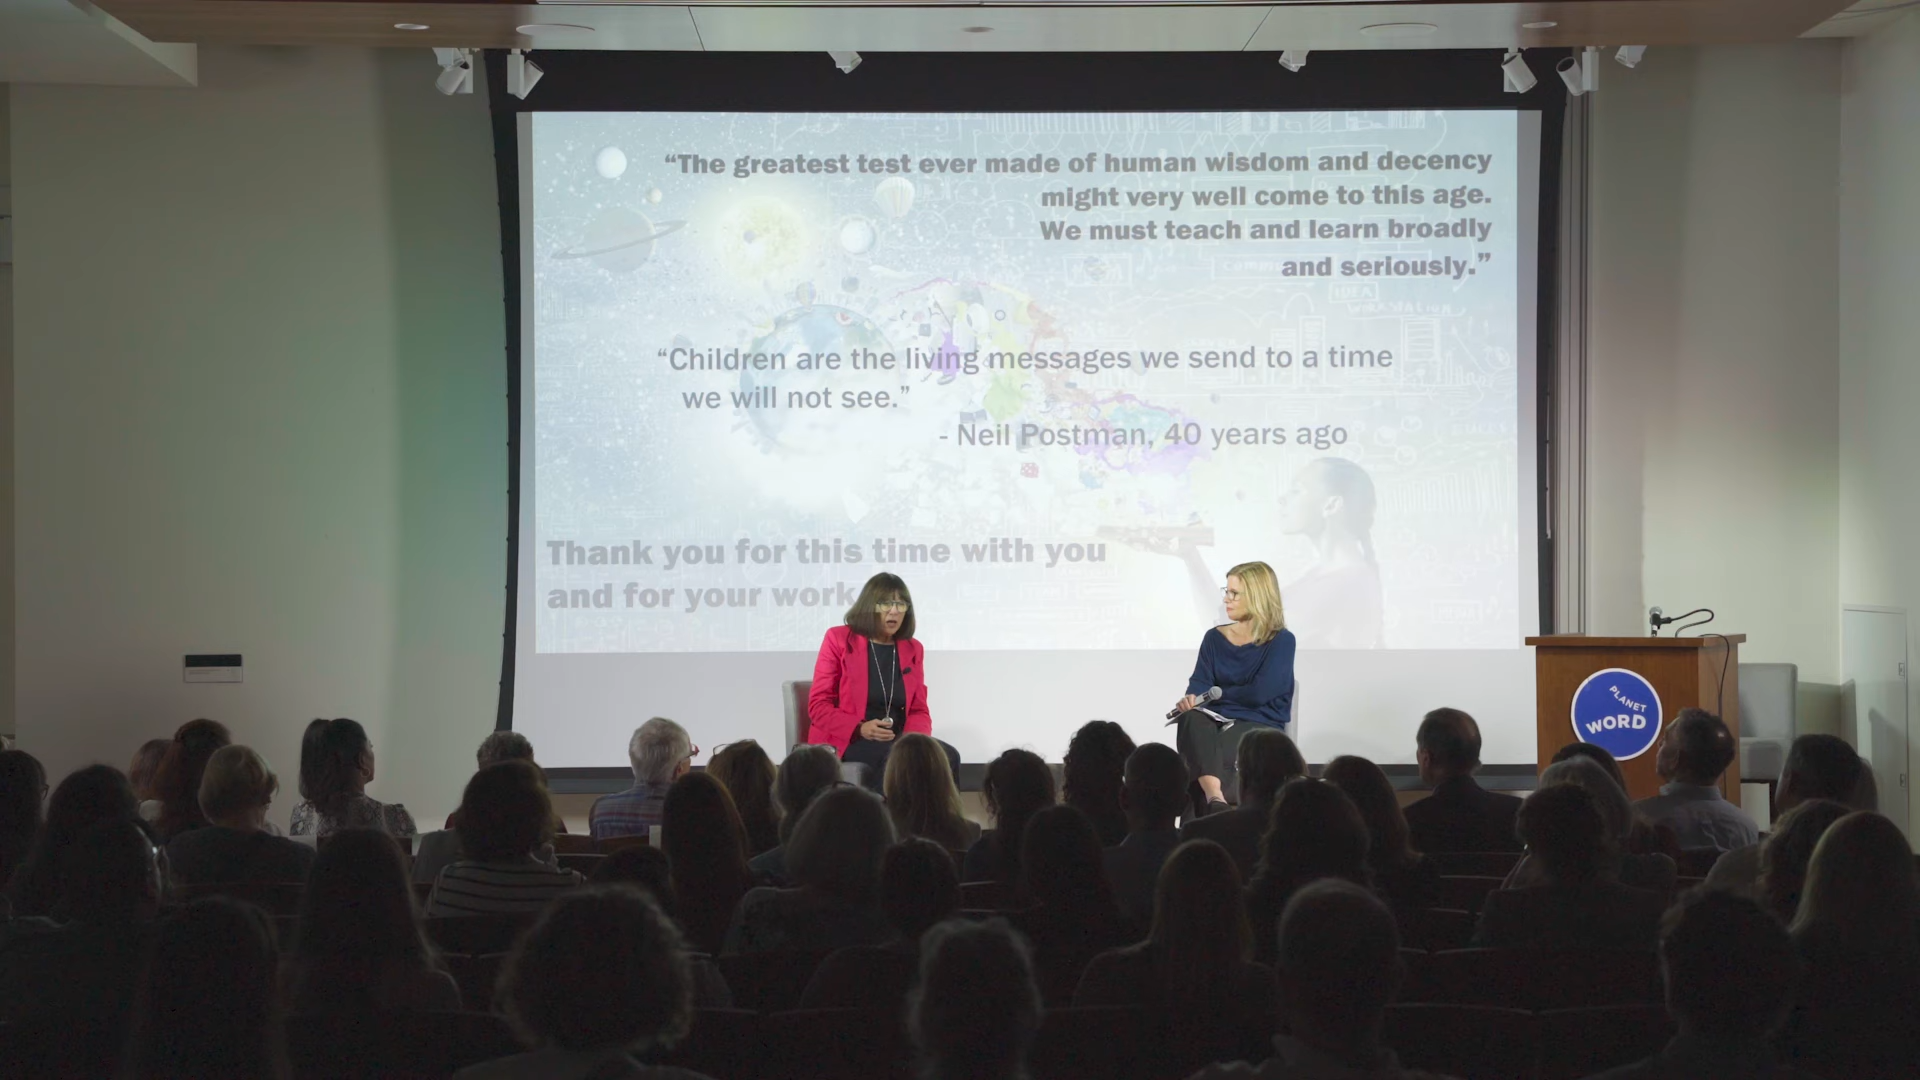 “The greatest test ever made of human wisdom and decency
might very well come to this age.
We must teach and learn broadly
and seriously.”
“Children are the living messages we send to a time
we will not see.”
- Neil Postman, 40 years ago
Thank you for this time with you
and for your work
PLANET
WORD